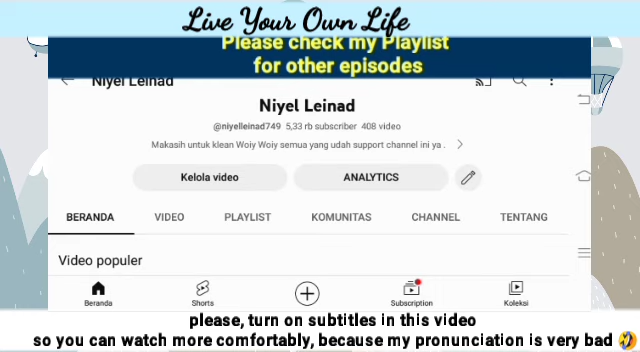 Live Your Own Life
Please check my Playlist
for other episodes
Niyel Leinad
Niyel Leinad
@niyelleinad749 5,33 rb subscriber 408 video
Makasih untuk klean Woiy Woiy semua yang udah support channel ini ya .
Kelola video ANALYTICS
BERANDA VIDEO PLAYLIST KOMUNITAS CHANNEL TENTANG
Video populer
Beranda Shorts Subscription Koleksi
please, turn on subtitles in this video
so you can watch more comfortably, because my pronunciation is very bad 🤣